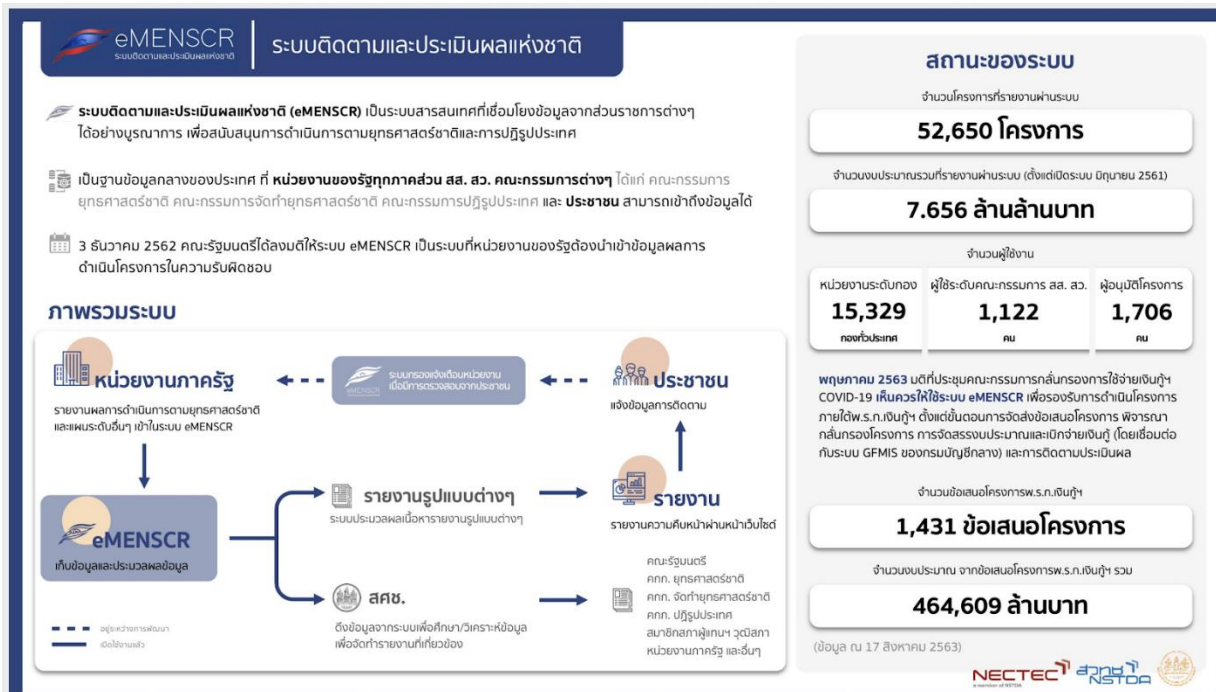 eMENSCR
ระบบติดตามและประเมินผลแห่งชาติ
ระบบติดตามและประเมินผลแห่งชาติ
ระบบติดตามและประเมินผลแห่งชาติ (eMENSCR) เป็นระบบสารสนเทศที่เชื่อมโยงข้อมูลจากส่วนราชการต่างๆ
ได้อย่างบูรณาการ เพื่อสนับสนุนการดำเนินการตามยุทธศาสตร์ชาติและการปฏิรูปประเทศ
เป็นฐานข้อมูลกลางของประเทศ ที่ หน่วยงานของรัฐทุกภาคส่วน สส. สว. คณะกรรมการต่างๆ ได้แก่ คณะกรรมการ
ยุทธศาสตร์ชาติ คณะกรรมการจัดทำยุทธศาสตร์ชาติ คณะกรรมการปฏิรูปประเทศ และ ประชาชน สามารถเข้าถึงข้อมูลได้
3 ธันวาคม 2562 คณะรัฐมนตรีได้ลงมติให้ระบบ eMENSCR เป็นระบบที่หน่วยงานของรัฐต้องนำเข้าข้อมูลผลการ
ดำเนินโครงการในความรับผิดชอบ
ภาพรวมระบบ
หน่วยงานภาครัฐ
รายงานผลการดำเนินการตามยุทธศาสตร์ชาติ
และแผนระดับอื่นๆ เข้าในระบบ eMENSCR
eMENSCR
ระบบกรองแจ้งเตือนหน่วยงาน
เมื่อมีการตรวจสอบจากประชาชน
ประชาชน
แจ้งข้อมูลการติดตาม
eMENSCR
เก็บข้อมูลและประมวลผลข้อมูล
รายงานรูปแบบต่างๆ
ระบบประมวลผลเนื้อหารายงานรูปแบบต่างๆ
รายงาน
รายงานความคืบหน้าผ่านหน้าเว็บไซต์
สศช.
ดึงข้อมูลจากระบบเพื่อศึกษา/วิเคราะห์ข้อมูล
เพื่อจัดทำรายงานที่เกี่ยวข้อง
คณะรัฐมนตรี
คกก. ยุทธศาสตร์ชาติ
คกก. จัดทำยุทธศาสตร์ชาติ
คกก. ปฏิรูปประเทศ
สมาชิกสภาผู้แทนฯ วุฒิสภา
หน่วยงานภาครัฐ และอื่นๆ
อยู่ระหว่างการพัฒนา
เปิดใช้งานแล้ว
สถานะของระบบ
จำนวนโครงการที่รายงานผ่านระบบ
52,650 โครงการ
จำนวนงบประมาณรวมที่รายงานผ่านระบบ (ตั้งแต่เปิดระบบ มิถุนายน 2561)
7.656 ล้านล้านบาท
จำนวนผู้ใช้งาน
หน่วยงานระดับกอง
15,329
กองทั่วประเทศ
ผู้ใช้ระดับคณะกรรมการ สส. สว.
1,122
คน
ผู้อนุมัติโครงการ
1,706
คน
พฤษภาคม 2563 มติที่ประชุมคณะกรรมการกลั่นกรองการใช้จ่ายเงินกู้ฯ
COVID-19 เห็นควรให้ใช้ระบบ eMENSCR เพื่อรองรับการดำเนินโครงการ
ภายใต้พ.ร.ก.เงินกู้ฯ ตั้งแต่ขั้นตอนการจัดส่งข้อเสนอโครงการ พิจารณา
กลั่นกรองโครงการ การจัดสรรงบประมาณและเบิกจ่ายเงินกู้ (โดยเชื่อมต่อ
กับระบบ GFMIS ของกรมบัญชีกลาง) และการติดตามประเมินผล
จำนวนข้อเสนอโครงการพ.ร.ก.เงินกู้ฯ
1,431 ข้อเสนอโครงการ
จำนวนงบประมาณ จากข้อเสนอโครงการพ.ร.ก.เงินกู้ฯ รวม
464,609 ล้านบาท
(ข้อมูล ณ 17 สิงหาคม 2563)
NECTEC
a member of NSTDA
สวทช
NSTDA